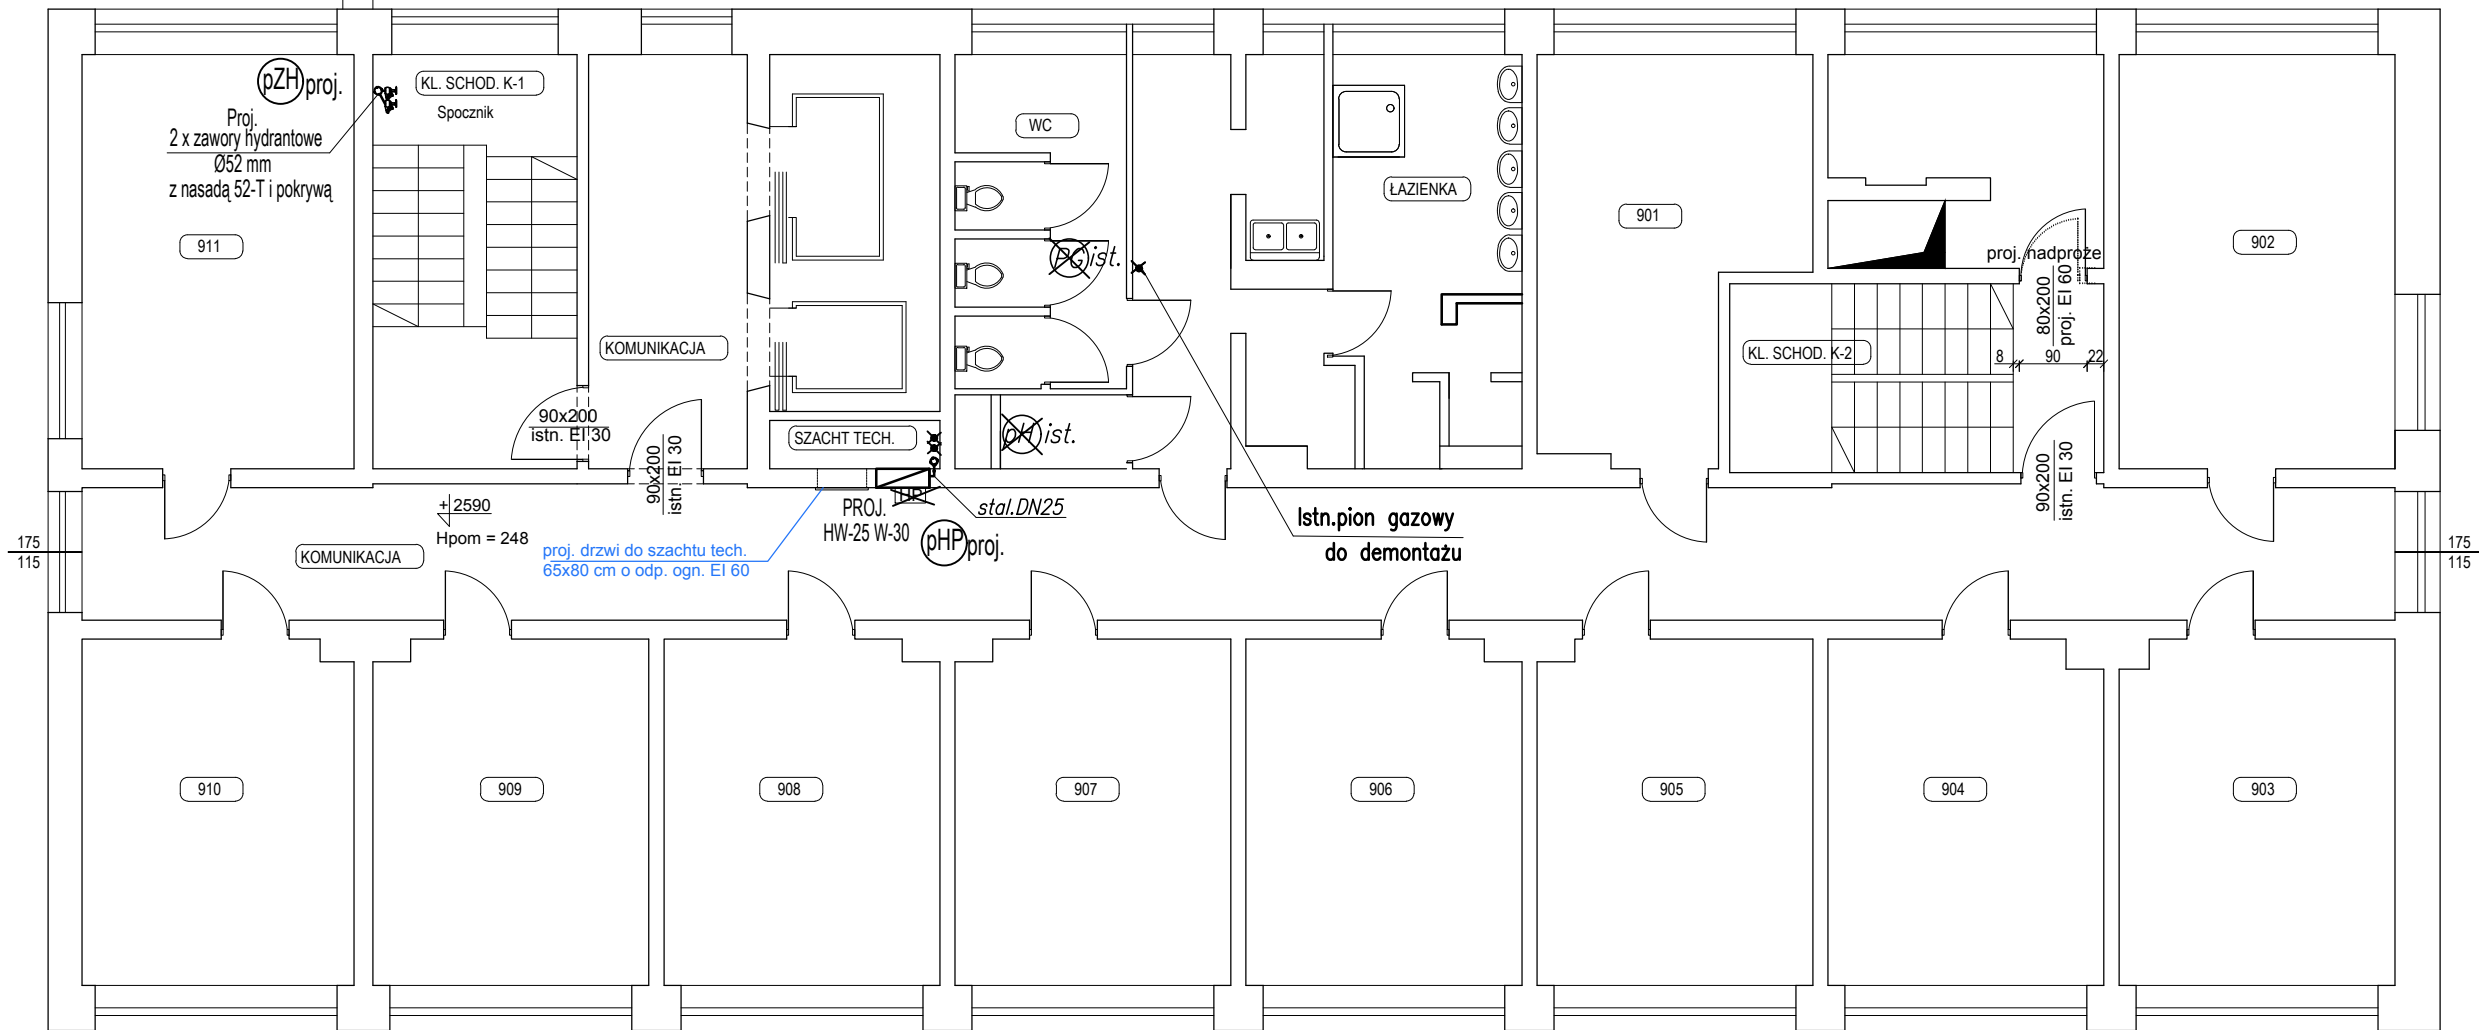 pZH proj.
Proj.
2 x zawory hydrantowe
Ø52 mm
z nasadą 52-T i pokrywą
KL. SCHOD. K-1
Spocznik
911
KOMUNIKACJA
90x200
istn. EI 30
90x200
istn. EI 30
SZACHT TECH.
WC
PG ist.
pH ist.
ŁAZIENKA
901
KL. SCHOD. K-2
proj. nadproże
80x200
proj. EI 60
8 90 22
90x200
istn. EI 30
902
175
115
+2590
Hpom = 248
KOMUNIKACJA
proj. drzwi do szachtu tech.
65x80 cm o odp. ogn. EI 60
HP
PROJ.
HW-25 W-30
pHP proj.
stal.DN25
Istn.pion gazowy
do demontażu
175
115
910
909
908
907
906
905
904
903